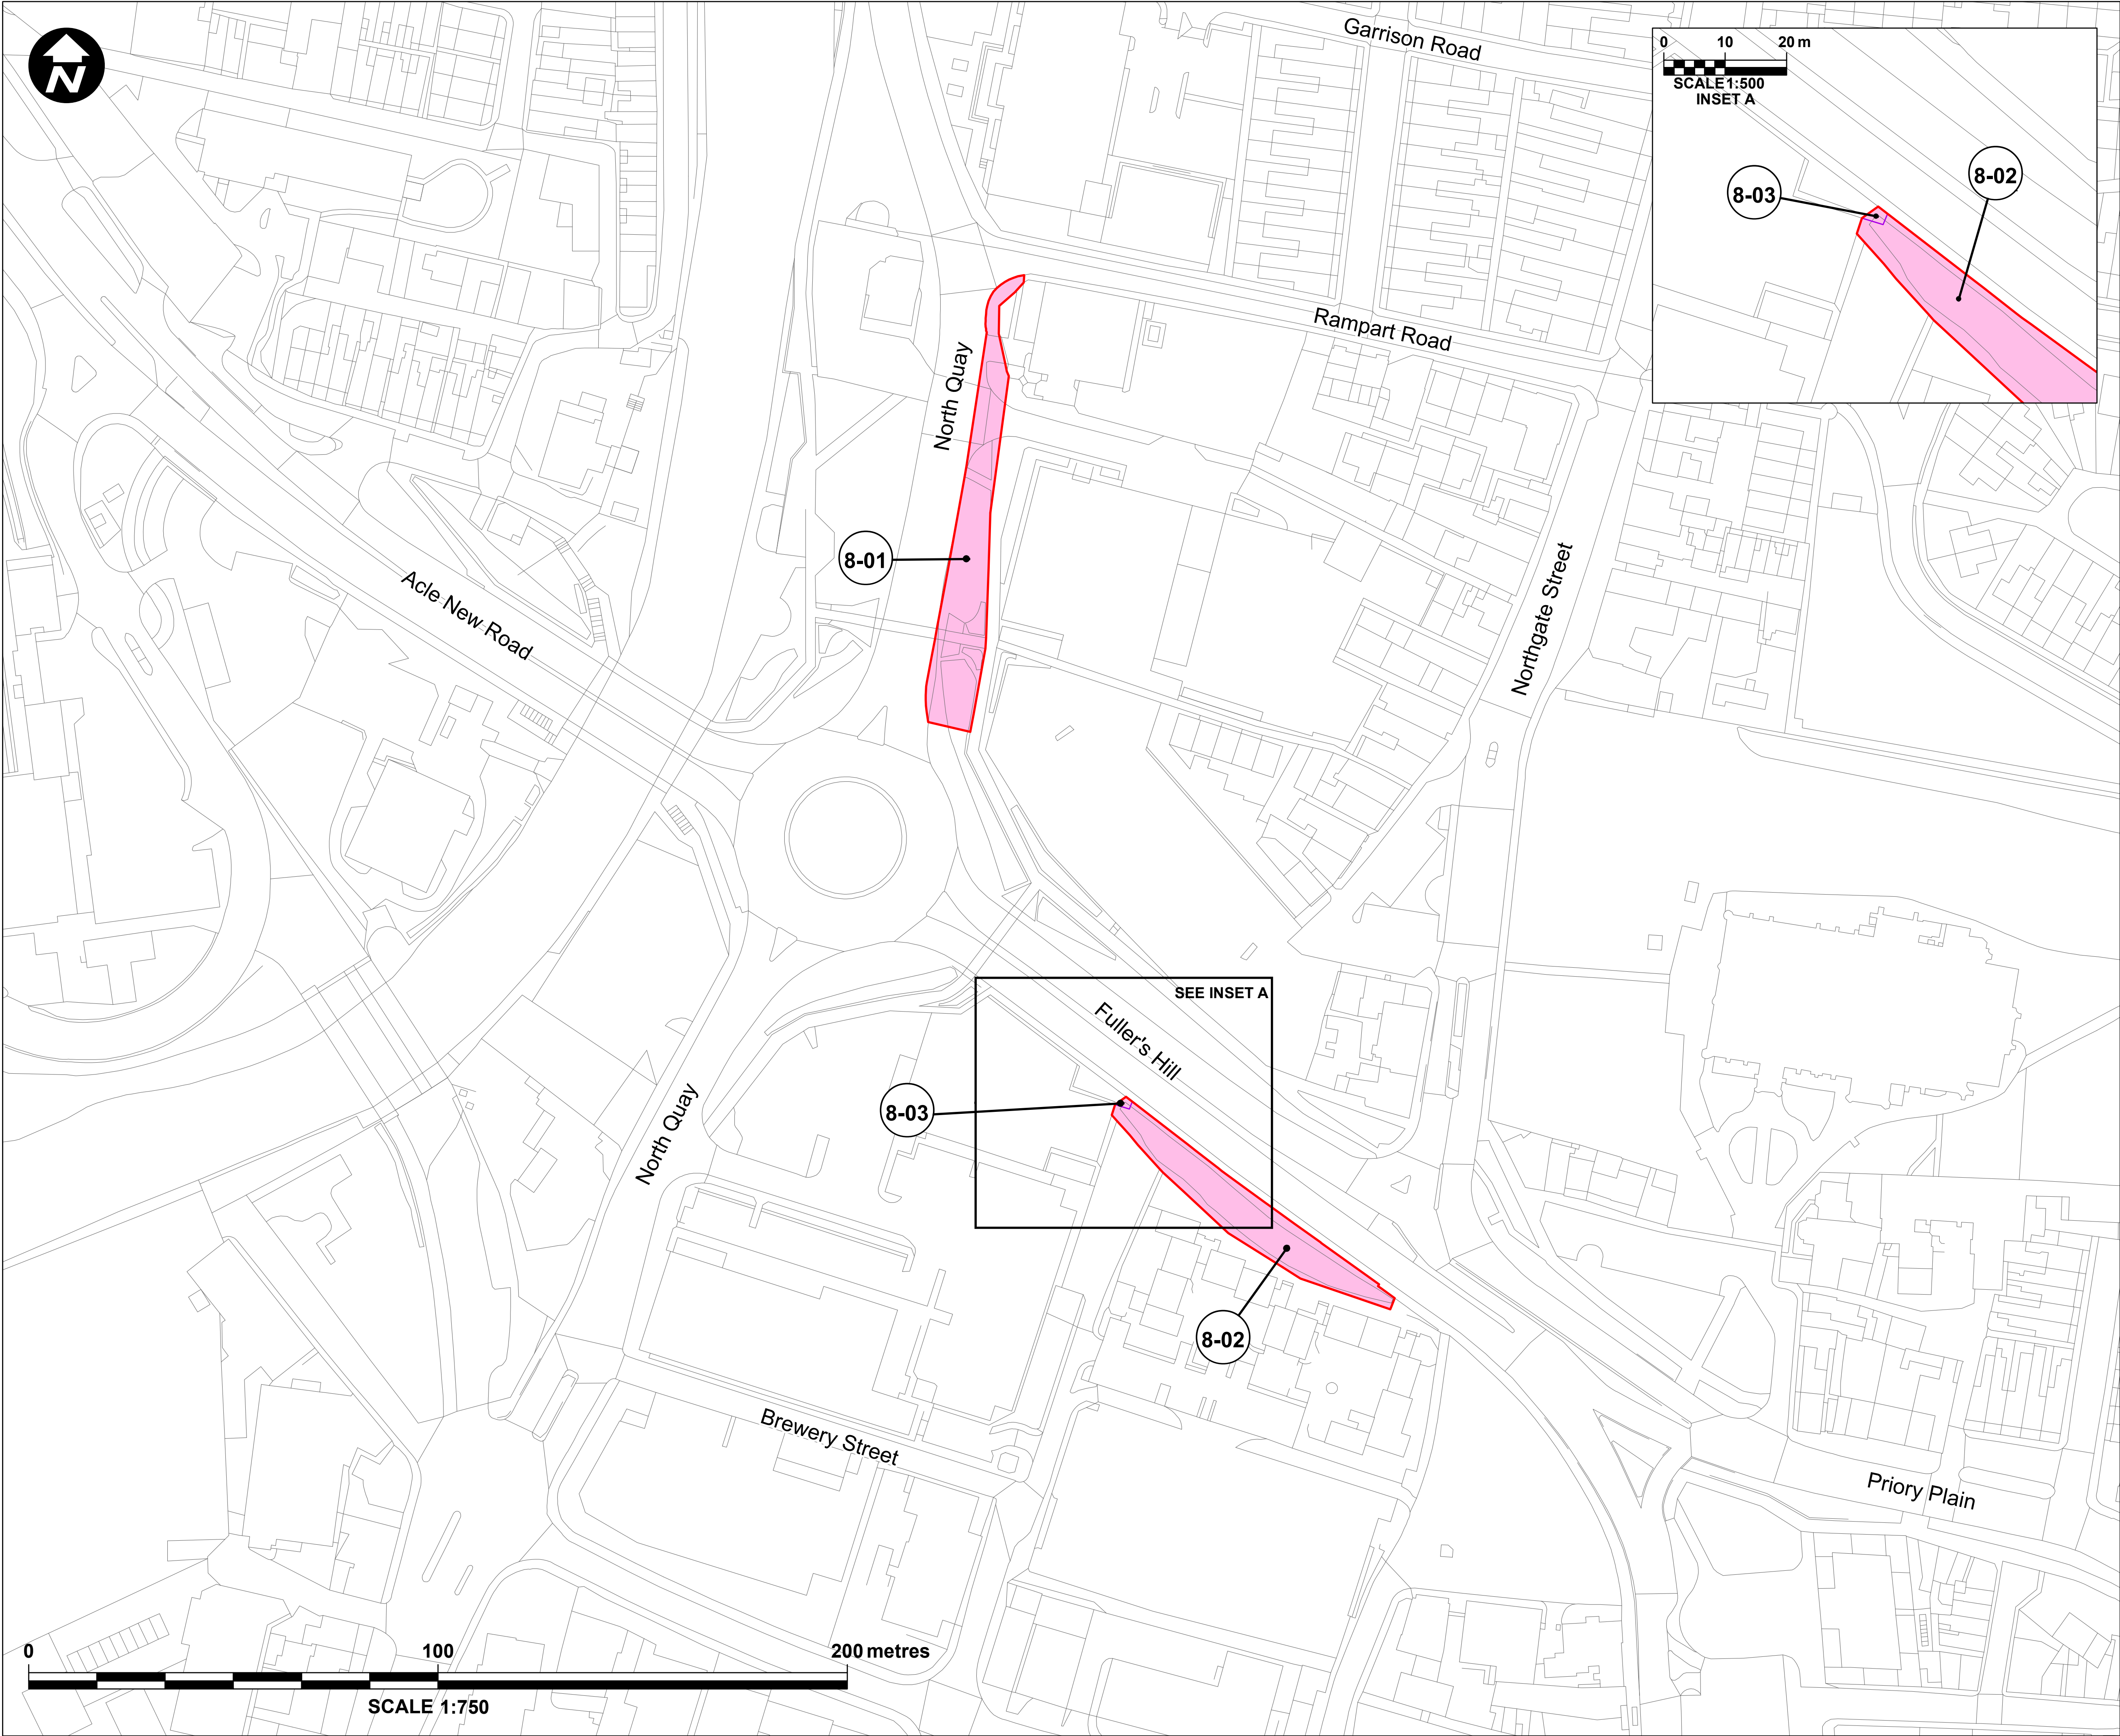 N
Garrison Road
0 10 20 m
SCALE 1:500
INSET A
8-02
8-03
Rampart Road
North Quay
8-01
Acle New Road
Northgate Street
SEE INSET A
Fuller's Hill
8-03
North Quay
8-02
Brewery Street
Priory Plain
0 100 200 metres
SCALE 1:750